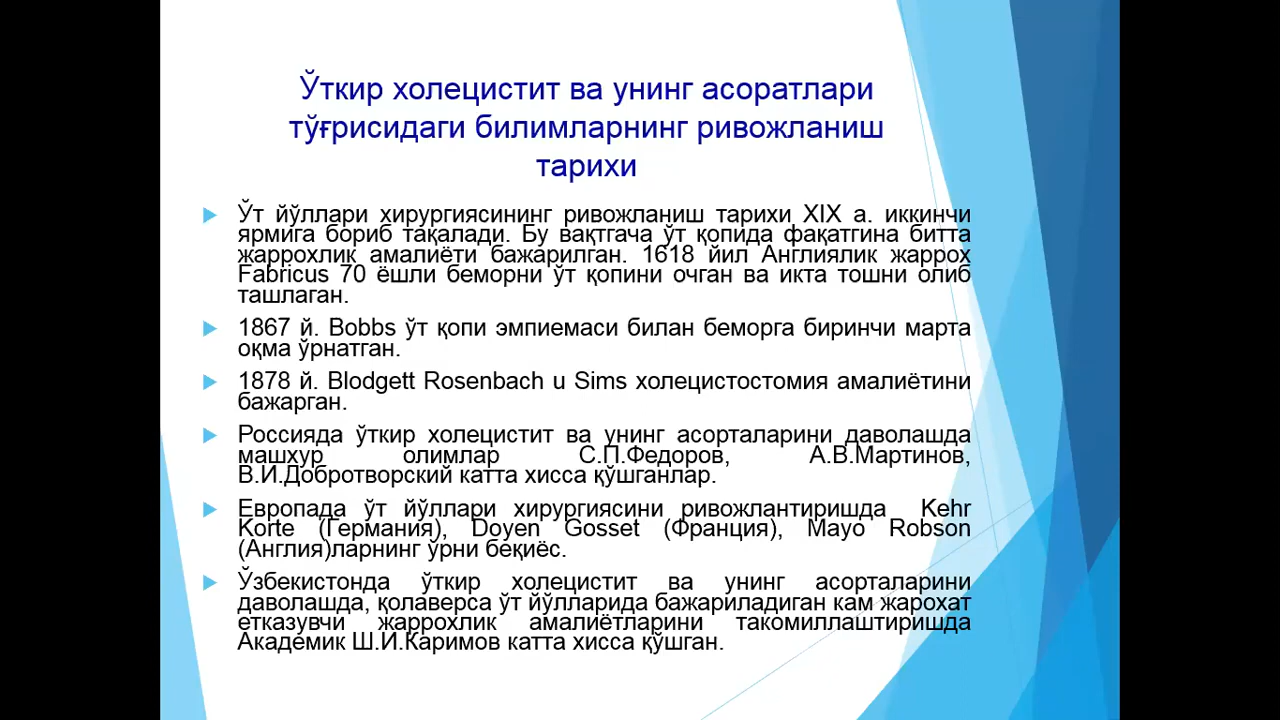 Ўткир холецистит ва унинг асоратлари
тўғрисидаги билимларнинг ривожланиш
тарихи
Ўт йўллари хирургиясининг ривожланиш тарихи XIX а. иккинчи
ярмига бориб тақалади. Бу вақтгача ўт қопида фақатгина битта
жаррохлик амалиёти бажарилган. 1618 йил Англиялик жаррох
Fabricus 70 ёшли беморни ўт қопини очган ва икта тошни олиб
ташлаган.
1867 й. Bobbs ўт қопи эмпиемаси билан беморга биринчи марта
оқма ўрнатган.
1878 й. Blodgett Rosenbach u Sims холецистостомия амалиётини
бажарган.
Россияда ўткир холецистит ва унинг асорталарини даволашда
машхур олимлар С.П.Федоров, А.В.Мартинов,
В.И.Добротворский катта хисса қўшганлар.
Европада ўт йўллари хирургиясини ривожлантиришда Kehr
Korte (Германия), Doyen Gosset (Франция), Mayo Robson
(Англия)ларнинг ўрни беқиёс.
Ўзбекистонда ўткир холецистит ва унинг асорталарини
даволашда, қолаверса ўт йўлларида бажариладиган кам жарохат
етказувчи жаррохлик амалиётларини такомиллаштиришда
Академик Ш.И.Каримов катта хисса қўшган.